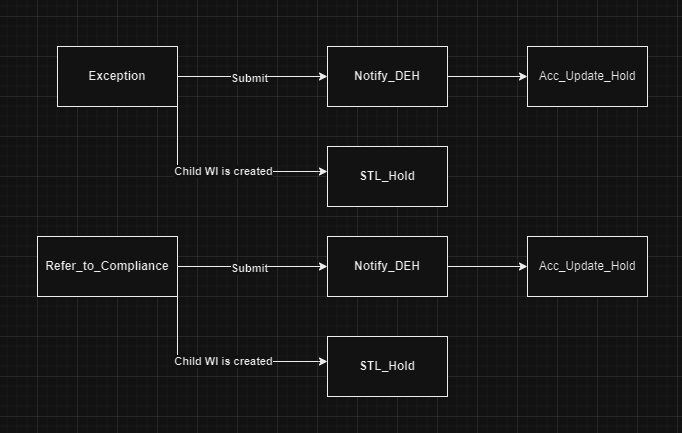 Exception
Submit
Notify_DEH
Acc_Update_Hold
Child WI is created
STL_Hold
Refer_to_Compliance
Submit
Notify_DEH
Acc_Update_Hold
Child WI is created
STL_Hold